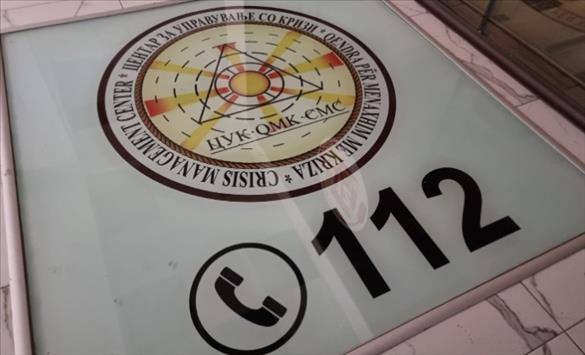 ЦЕНТАР ЗА УПРАВУВАЊЕ СО КРИЗИ * QENDRA PËR MENAXHIM ME KRIZA * CRISIS MANAGEMENT CENTER *
ЦУК·QMK·CMC
112